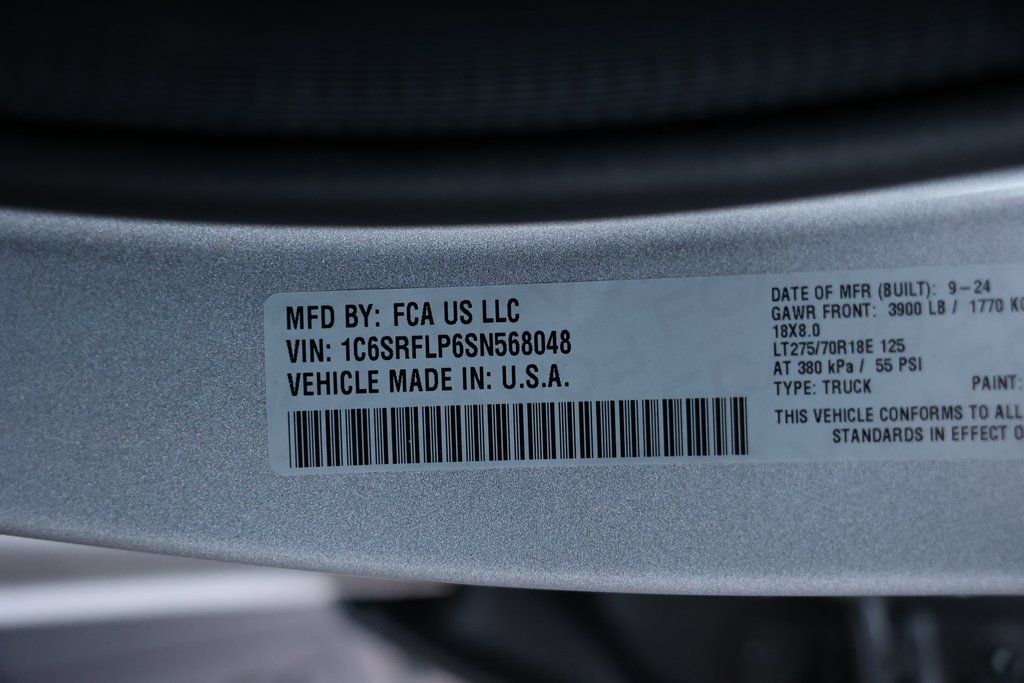 MFD BY: FCA US LLC
VIN: 1C6SRFLP6SN568048
VEHICLE MADE IN: U.S.A.
DATE OF MFR (BUILT): 9-24
GAWR FRONT: 3900 LB / 1770 KG
18X8.0
LT275/70R18E 125
AT 380 kPa / 55 PSI
TYPE: TRUCK PAINT:
THIS VEHICLE CONFORMS TO ALL
STANDARDS IN EFFECT O